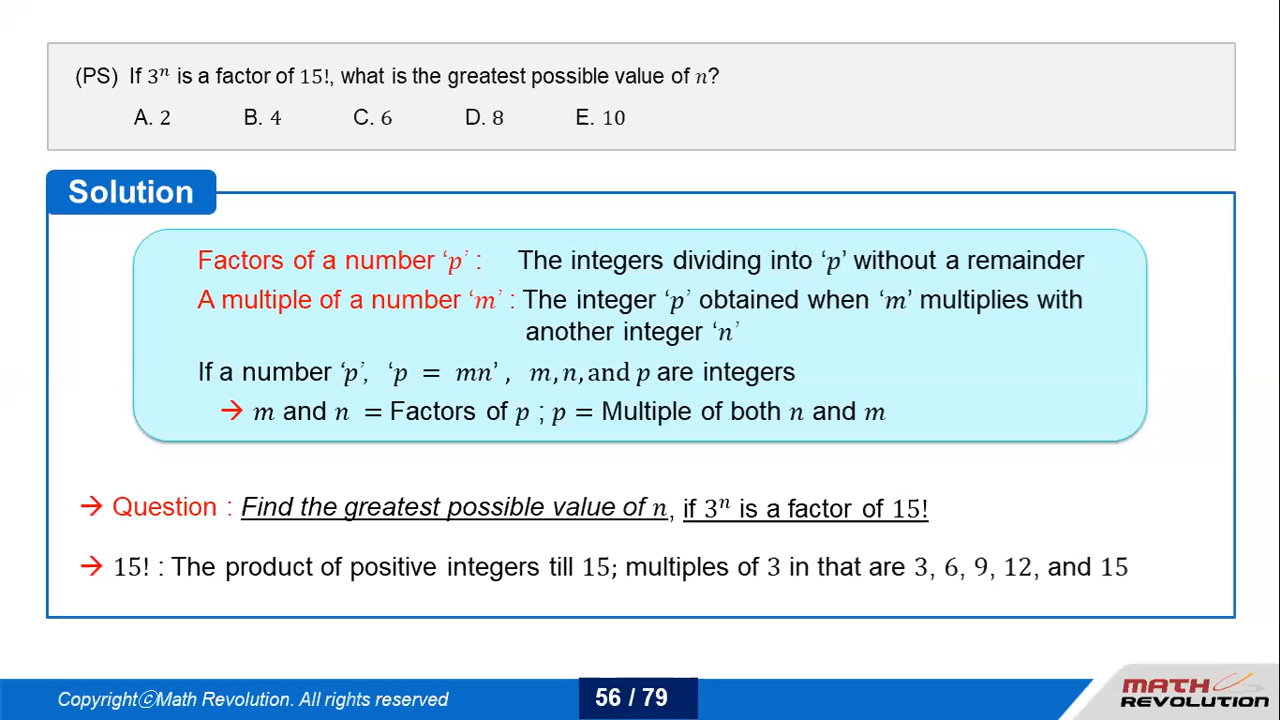 (PS) If 3ⁿ is a factor of 15!, what is the greatest possible value of n?
A. 2 B. 4 C. 6 D. 8 E. 10
Solution
Factors of a number ‘p’ : The integers dividing into ‘p’ without a remainder
A multiple of a number ‘m’ : The integer ‘p’ obtained when ‘m’ multiplies with
another integer ‘n’
If a number ‘p’, ‘p = mn’ , m, n, and p are integers
→ m and n = Factors of p ; p = Multiple of both n and m
→ Question : Find the greatest possible value of n, if 3ⁿ is a factor of 15!
→ 15! : The product of positive integers till 15; multiples of 3 in that are 3, 6, 9, 12, and 15
CopyrightⓒMath Revolution. All rights reserved
56 / 79
MATH
REVOLUTION